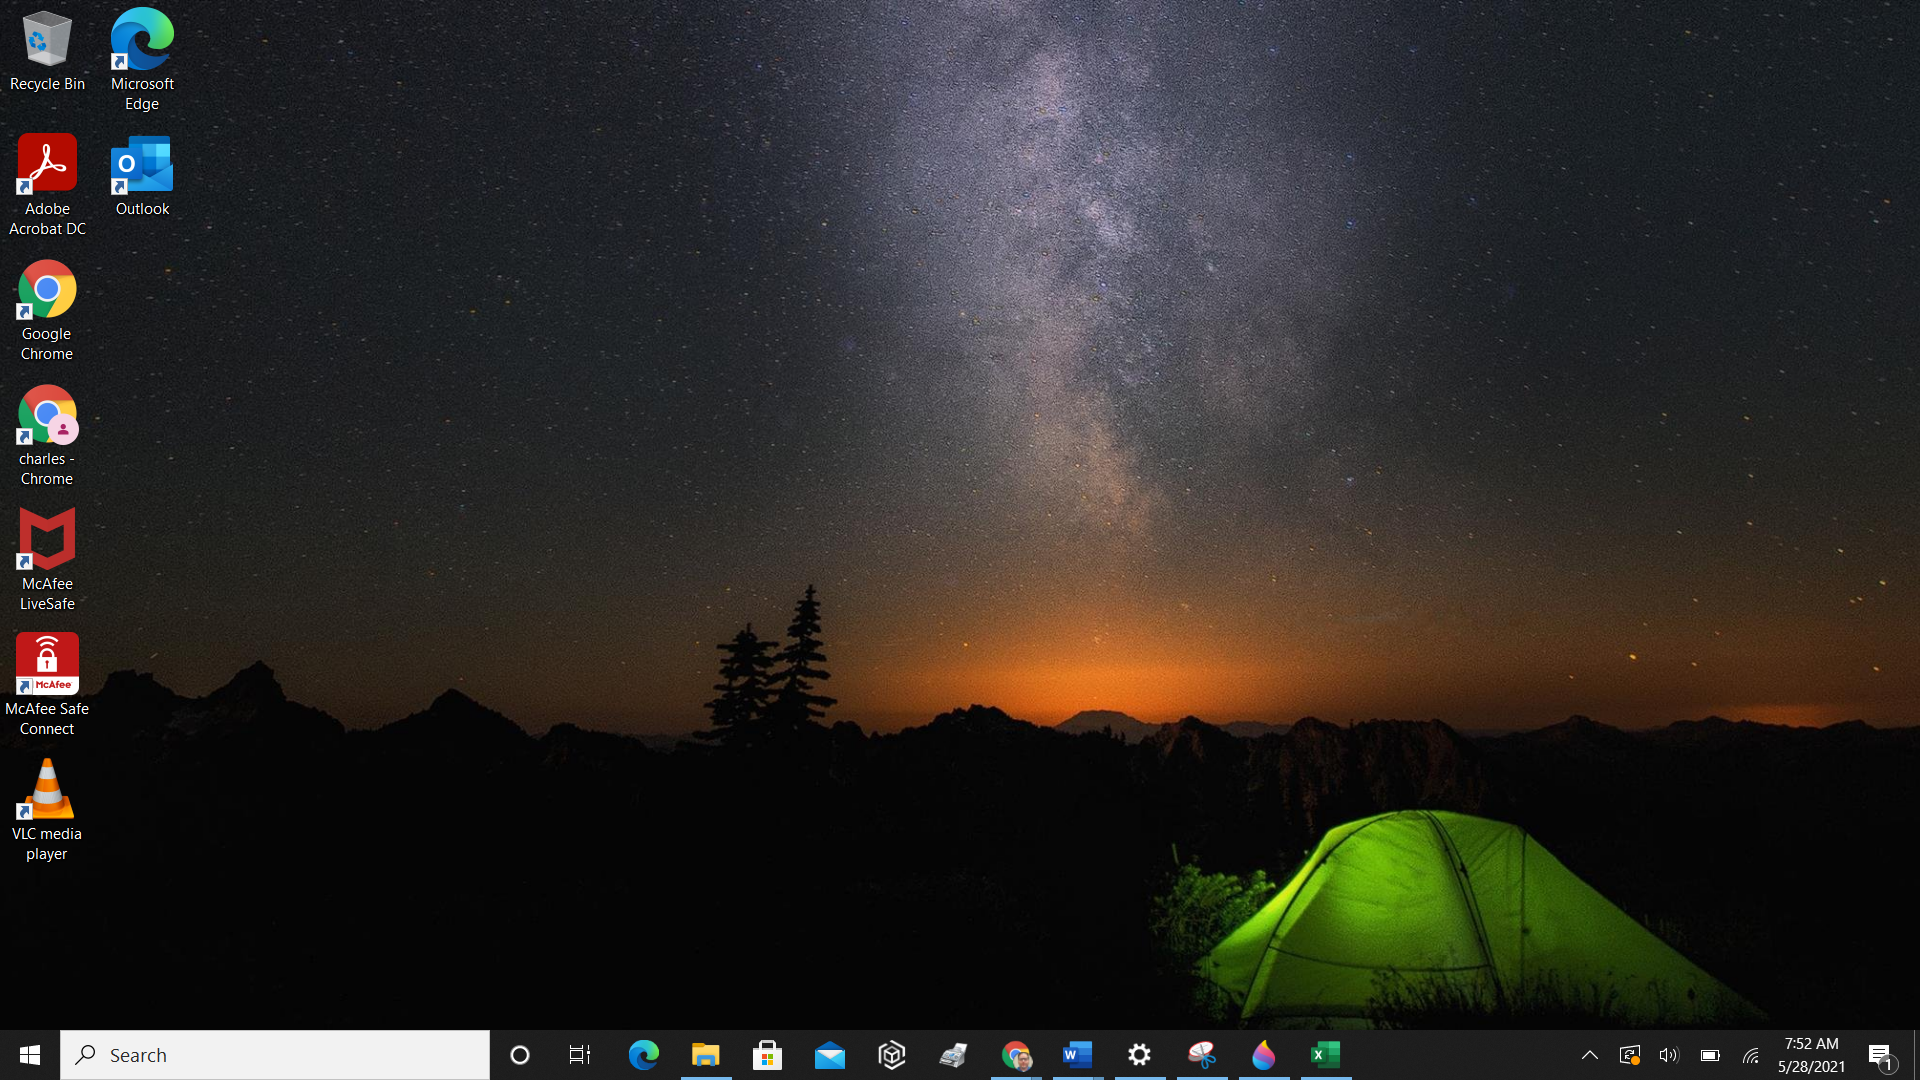 Recycle Bin
Microsoft
Edge
Adobe
Acrobat DC
Outlook
Google
Chrome
charles -
Chrome
McAfee
LiveSafe
McAfee
McAfee Safe
Connect
VLC media
player
Search
7:52 AM
5/28/2021
1